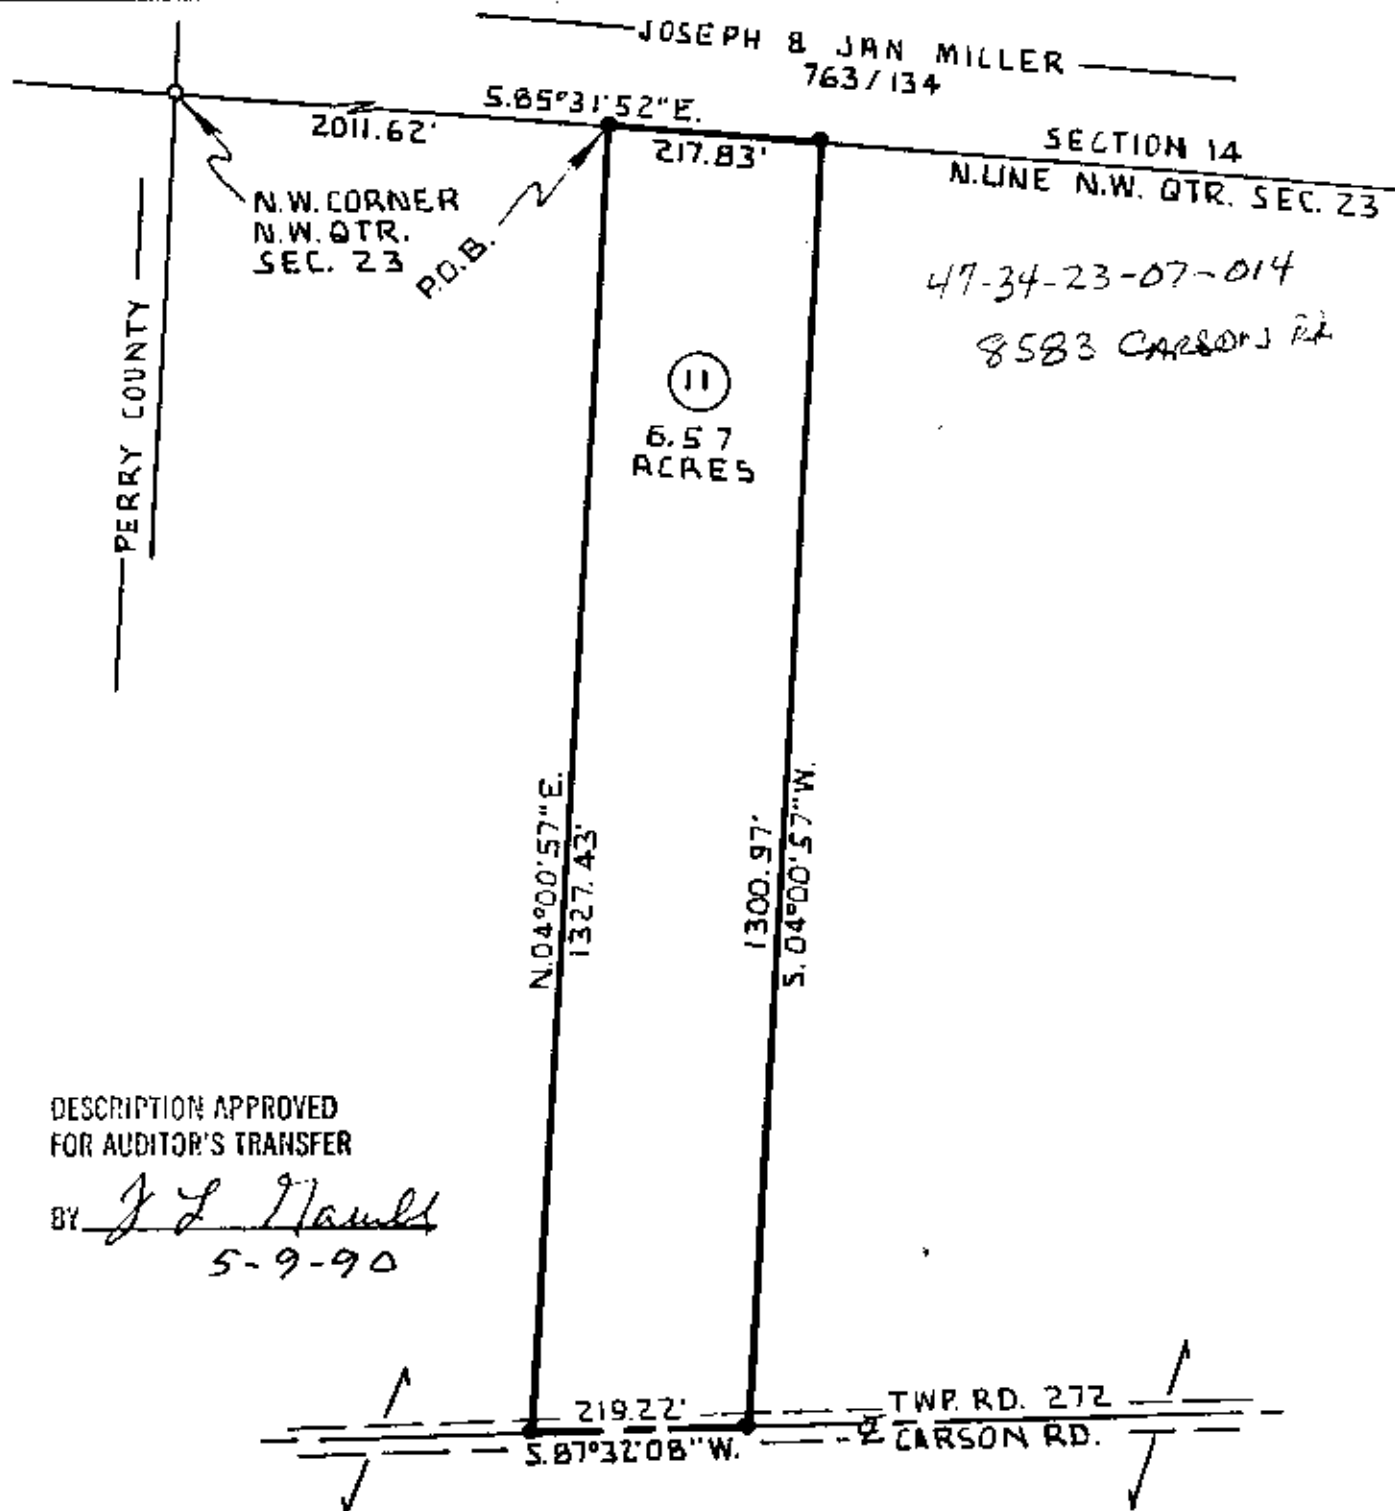 JOSEPH & JAN MILLER
763/134
S.85°31'52"E.
2011.62'
217.83'
SECTION 14
N.LINE N.W. QTR. SEC. 23
N.W. CORNER
N.W. QTR.
SEC. 23
P.O.B.
47-34-23-07-014
8583 CARSON Rd
PERRY COUNTY
11
6.57
ACRES
N.04°00'57"E.
1327.43'
1300.97'
S.04°00'57"W.
DESCRIPTION APPROVED
FOR AUDITOR'S TRANSFER
BY
5-9-90
219.22'
S.87°32'08"W.
TWP. RD. 272
CARSON RD.